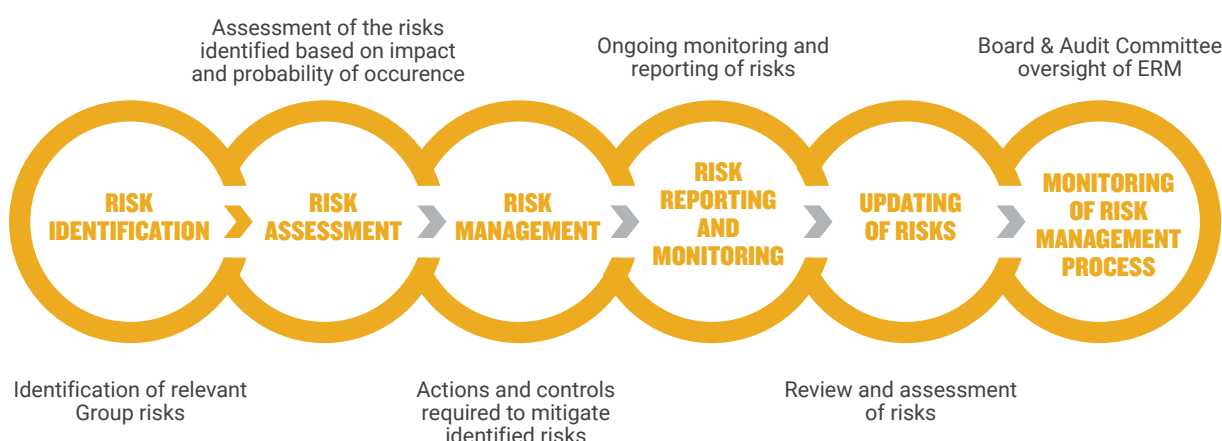 Assessment of the risks
identified based on impact
and probability of occurence
Ongoing monitoring and
reporting of risks
Board & Audit Committee
oversight of ERM
RISK
IDENTIFICATION
RISK
ASSESSMENT
RISK
MANAGEMENT
RISK
REPORTING
AND
MONITORING
UPDATING
OF RISKS
MONITORING
OF RISK
MANAGEMENT
PROCESS
Identification of relevant
Group risks
Actions and controls
required to mitigate
identified risks
Review and assessment
of risks